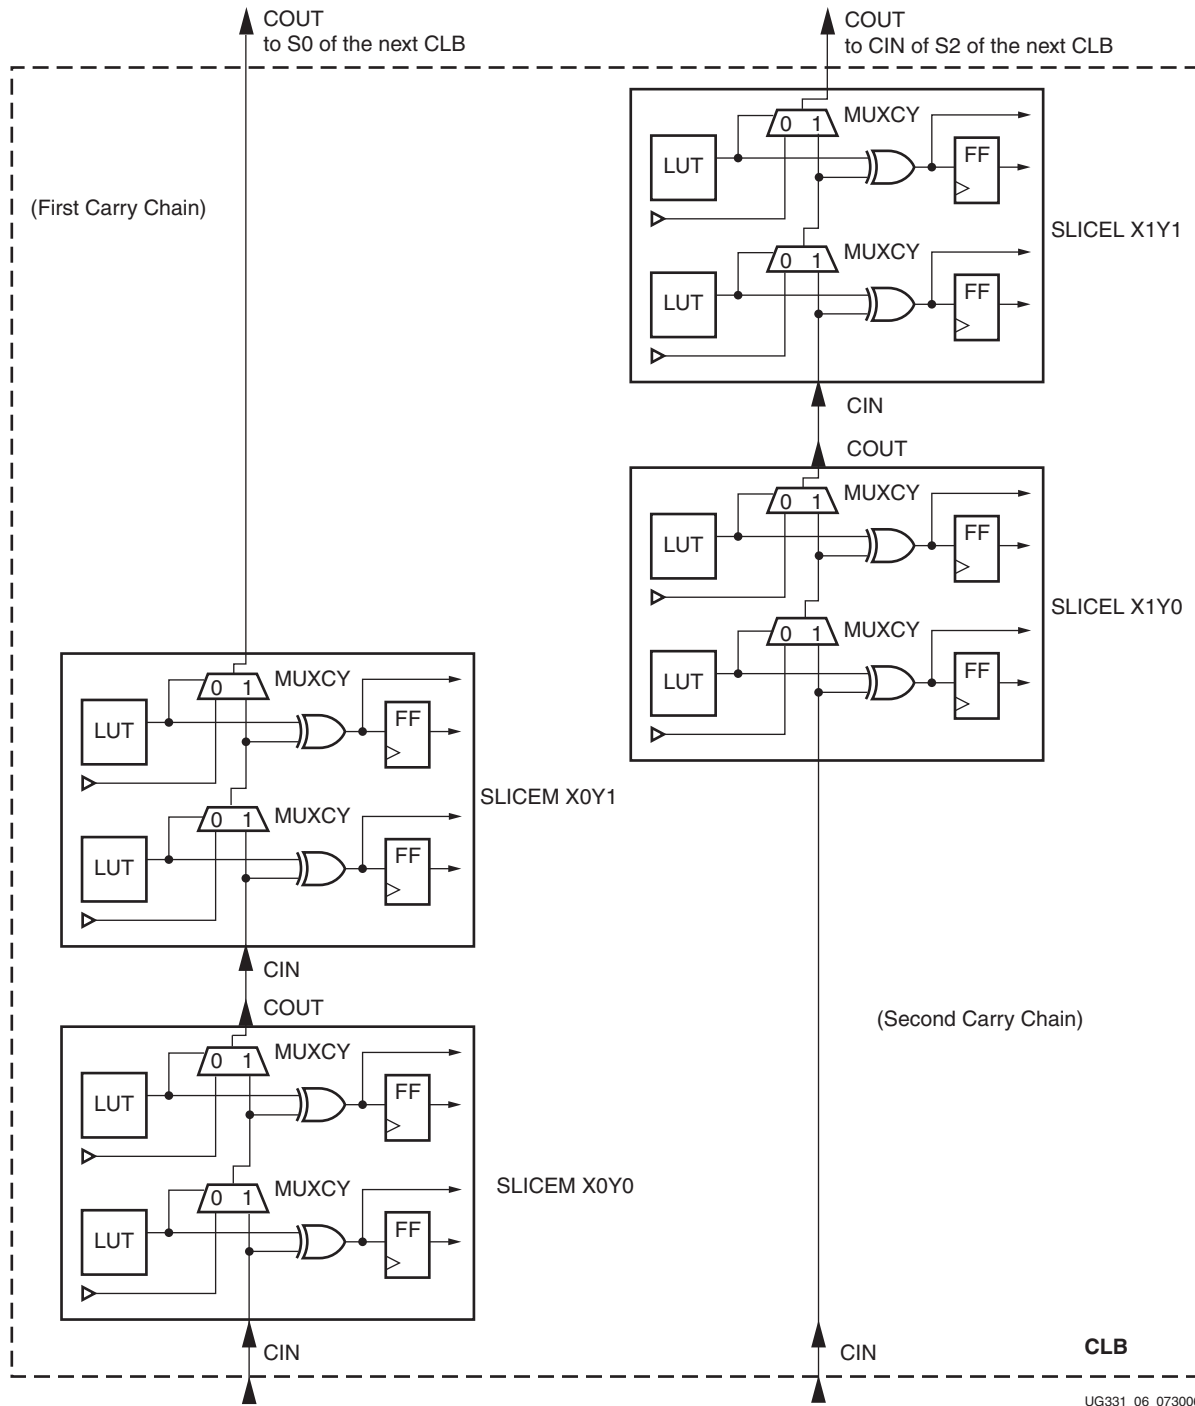 COUT
to S0 of the next CLB
COUT
to CIN of S2 of the next CLB
(First Carry Chain)
0 1 MUXCY
LUT
FF
SLICEL X1Y1
0 1 MUXCY
LUT
FF
CIN
COUT
0 1 MUXCY
LUT
FF
SLICEL X1Y0
0 1 MUXCY
LUT
FF
0 1 MUXCY
LUT
FF
SLICEM X0Y1
0 1 MUXCY
LUT
FF
CIN
COUT
(Second Carry Chain)
0 1 MUXCY
LUT
FF
SLICEM X0Y0
0 1 MUXCY
LUT
FF
CIN
CIN
CLB
UG331_06_073006